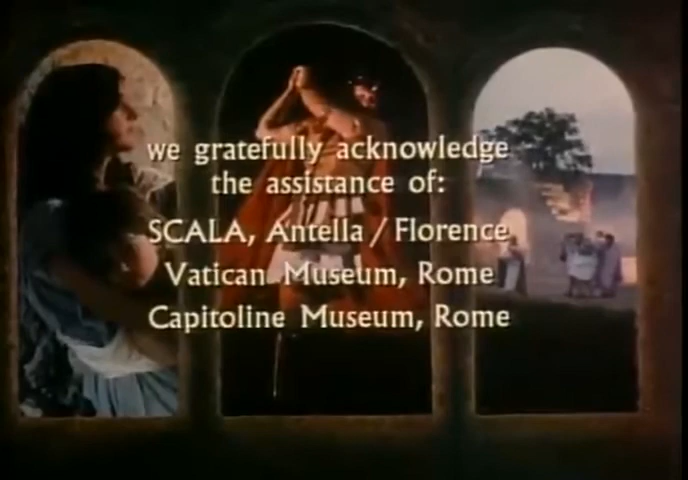 we gratefully acknowledge
the assistance of:
SCALA, Antella / Florence
Vatican Museum, Rome
Capitoline Museum, Rome